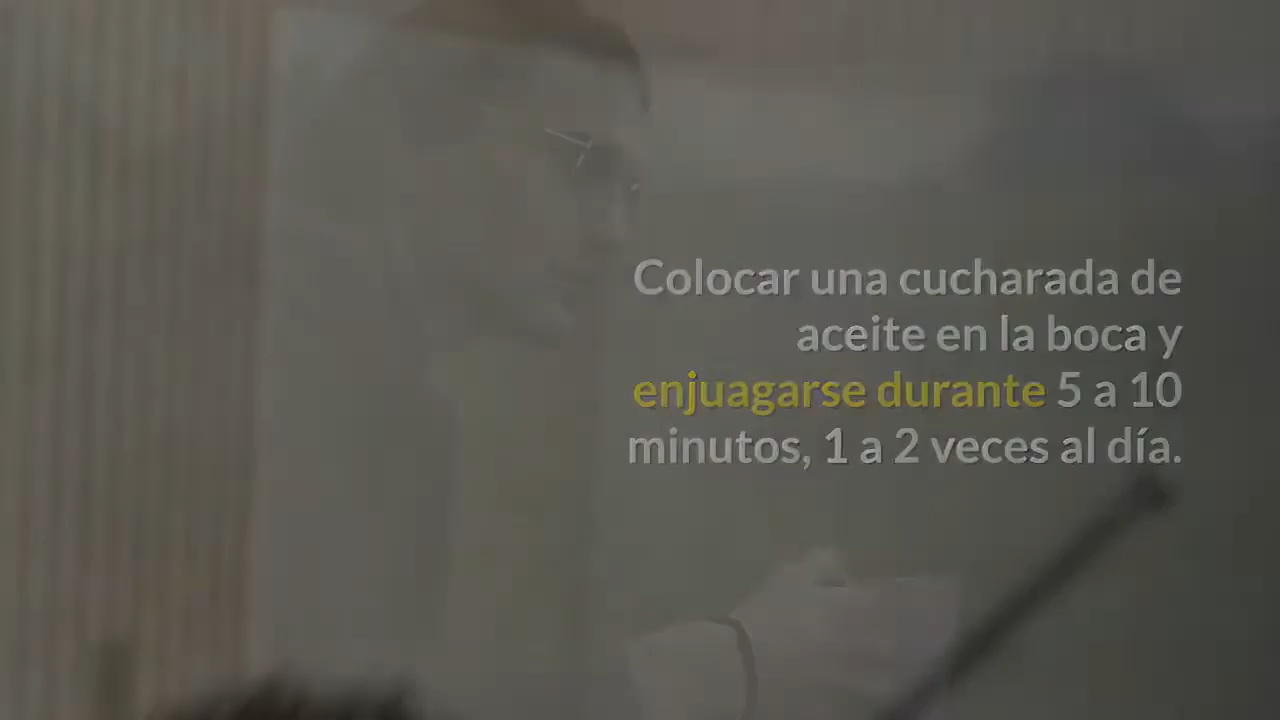 Colocar una cucharada de
aceite en la boca y
enjuagarse durante 5 a 10
minutos, 1 a 2 veces al día.